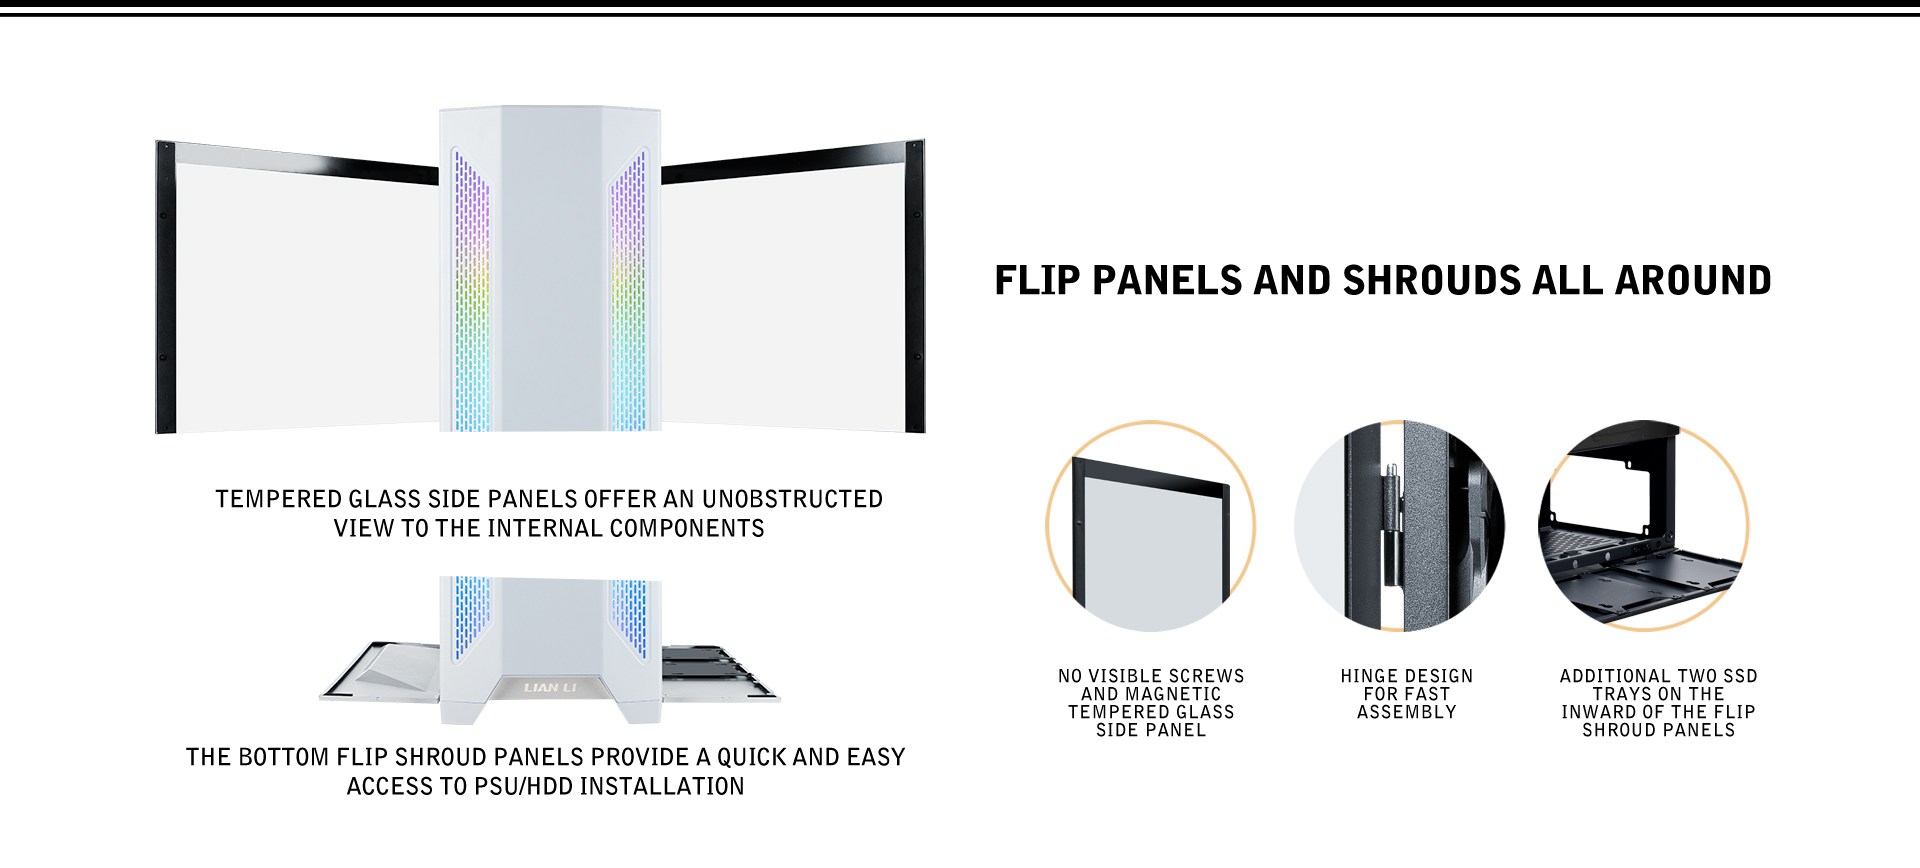 TEMPERED GLASS SIDE PANELS OFFER AN UNOBSTRUCTED
VIEW TO THE INTERNAL COMPONENTS
LIAN LI
THE BOTTOM FLIP SHROUD PANELS PROVIDE A QUICK AND EASY
ACCESS TO PSU/HDD INSTALLATION
FLIP PANELS AND SHROUDS ALL AROUND
NO VISIBLE SCREWS
AND MAGNETIC
TEMPERED GLASS
SIDE PANEL
HINGE DESIGN
FOR FAST
ASSEMBLY
ADDITIONAL TWO SSD
TRAYS ON THE
INWARD OF THE FLIP
SHROUD PANELS